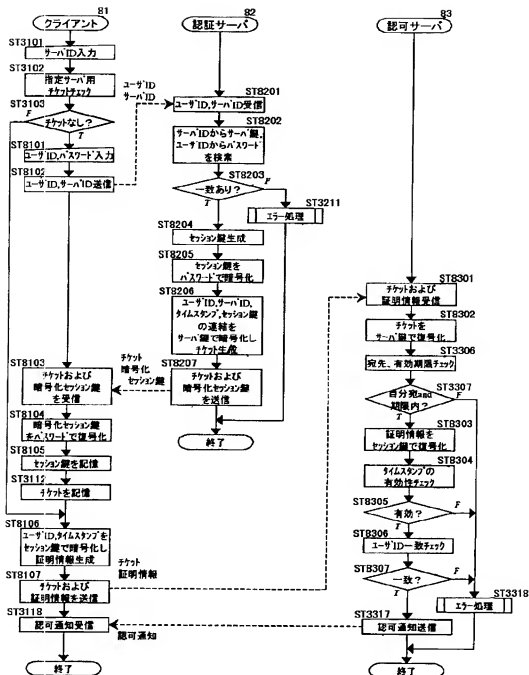 81
クライアント
ST3101
サーバID入力
ST3102
指定サーバ用
チケットチェック
ST3103
F
チケットなし?
T
ST8101
ユーザID,パスワード入力
ST8102
ユーザID,サーバID送信
ST8103
チケットおよび
暗号化セッション鍵
を受信
ST8104
暗号化セッション鍵
をパスワードで復号化
ST8105
セッション鍵を記憶
ST3112
チケットを記憶
ST8106
ユーザID,タイムスタンプを
セッション鍵で暗号化し
証明情報生成
ST8107
チケットおよび
証明情報を送信
ST3118
認可通知受信
終了
ユーザID
サーバID
チケット
暗号化
セッション鍵
チケット
証明情報
認可通知
82
認証サーバ
ST8201
ユーザID,サーバID受信
ST8202
サーバIDからサーバ鍵,
ユーザIDからパスワード
を検索
ST8203
一致あり?
F
T
ST3211
エラー処理
ST8204
セッション鍵生成
ST8205
セッション鍵を
パスワードで暗号化
ST8206
ユーザID,サーバID,
タイムスタンプ,セッション鍵
の連結を
サーバ鍵で暗号化し
チケット生成
ST8207
チケットおよび
暗号化セッション鍵
を送信
終了
83
認可サーバ
ST8301
チケットおよび
証明情報受信
ST8302
チケットを
サーバ鍵で復号化
ST3306
宛先、有効期限チェック
ST3307
自分宛and
期限内?
F
T
ST8303
証明情報を
セッション鍵で復号化
ST8304
タイムスタンプの
有効性チェック
ST8305
有効?
F
T
ST8306
ユーザID一致チェック
ST8307
一致?
F
T
ST3318
エラー処理
ST3317
認可通知送信
終了